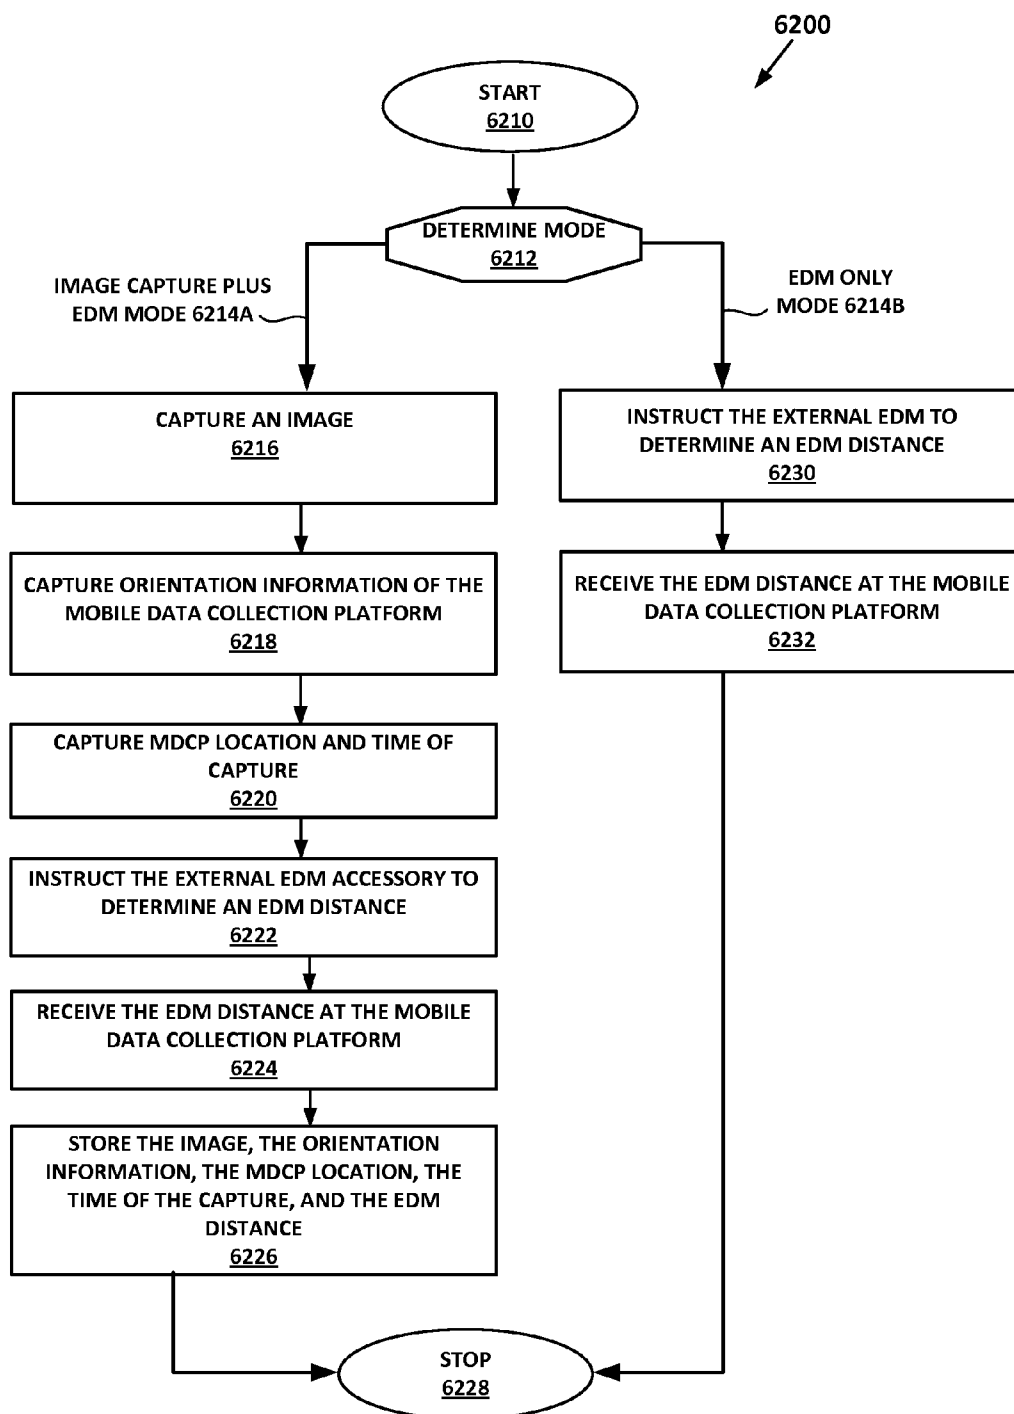 6200
START
6210
DETERMINE MODE
6212
IMAGE CAPTURE PLUS
EDM MODE 6214A
EDM ONLY
MODE 6214B
CAPTURE AN IMAGE
6216
CAPTURE ORIENTATION INFORMATION OF THE
MOBILE DATA COLLECTION PLATFORM
6218
CAPTURE MDCP LOCATION AND TIME OF
CAPTURE
6220
INSTRUCT THE EXTERNAL EDM ACCESSORY TO
DETERMINE AN EDM DISTANCE
6222
RECEIVE THE EDM DISTANCE AT THE MOBILE
DATA COLLECTION PLATFORM
6224
STORE THE IMAGE, THE ORIENTATION
INFORMATION, THE MDCP LOCATION, THE
TIME OF THE CAPTURE, AND THE EDM
DISTANCE
6226
INSTRUCT THE EXTERNAL EDM TO
DETERMINE AN EDM DISTANCE
6230
RECEIVE THE EDM DISTANCE AT THE MOBILE
DATA COLLECTION PLATFORM
6232
STOP
6228